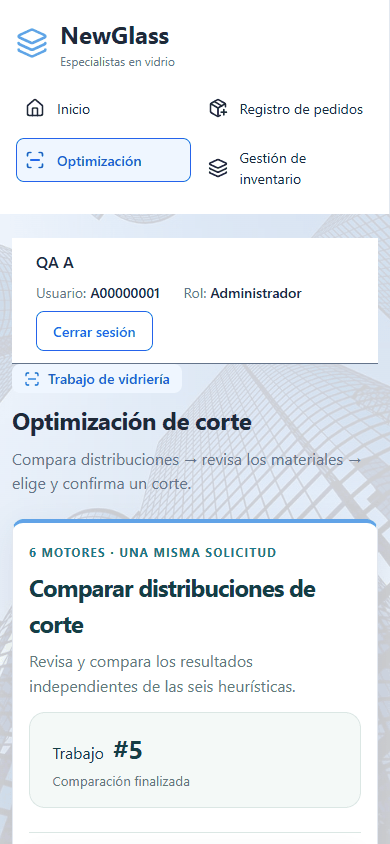 NewGlass
Especialistas en vidrio
Inicio
Registro de pedidos
Optimización
Gestión de
inventario
QA A
Usuario: A00000001 Rol: Administrador
Cerrar sesión
Trabajo de vidriería
Optimización de corte
Compara distribuciones → revisa los materiales →
elige y confirma un corte.
6 MOTORES · UNA MISMA SOLICITUD
Comparar distribuciones de
corte
Revisa y compara los resultados
independientes de las seis heurísticas.
Trabajo #5
Comparación finalizada